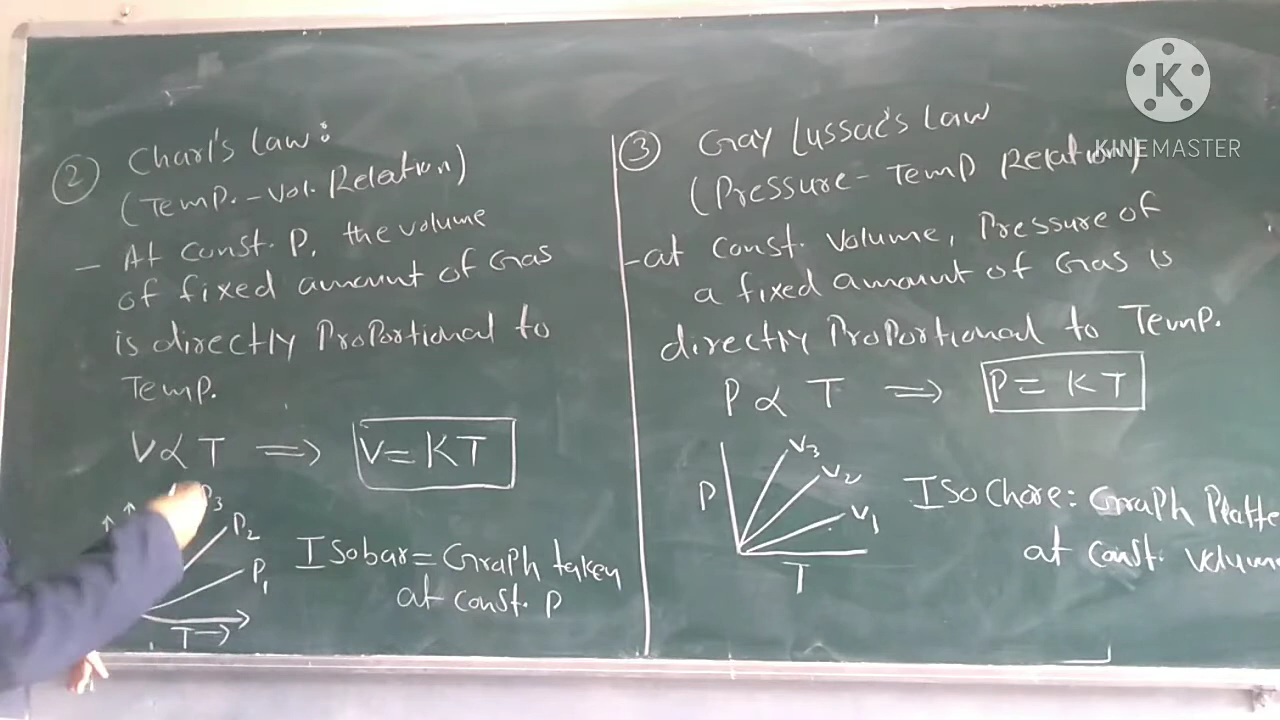 ② Charl's Law:
(Temp. - Vol. Relation)
- At Const. P, the volume
of fixed amount of Gas
is directly Proportional to
Temp.
V ∝ T ⇒ V = KT
P3
P2
P1
T→
Isobar = Graph taken
at const. P
③ Gay Lussac's Law
(Pressure - Temp Relation)
- at Const. Volume, Pressure of
a fixed amount of Gas is
directly Proportional to Temp.
P ∝ T ⇒ P = KT
V3
V2
V1
P
T
ISoChore: Graph Platte
at Const. Volume
K
KINEMASTER